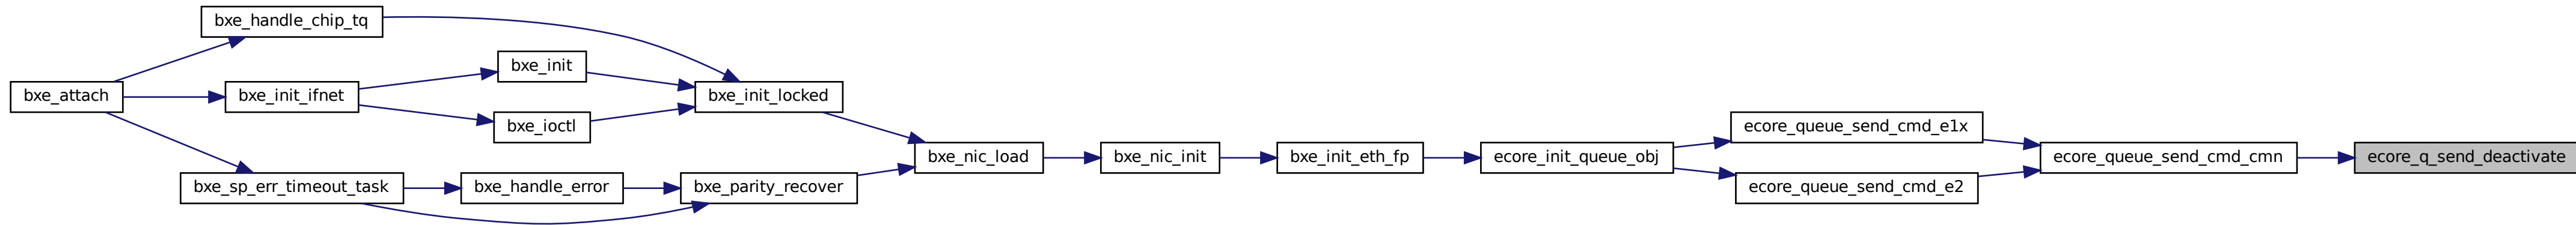 bxe_handle_chip_tq
bxe_init
bxe_attach
bxe_init_ifnet
bxe_init_locked
bxe_ioctl
ecore_queue_send_cmd_e1x
bxe_nic_load
bxe_nic_init
bxe_init_eth_fp
ecore_init_queue_obj
ecore_queue_send_cmd_cmn
ecore_q_send_deactivate
bxe_sp_err_timeout_task
bxe_handle_error
bxe_parity_recover
ecore_queue_send_cmd_e2